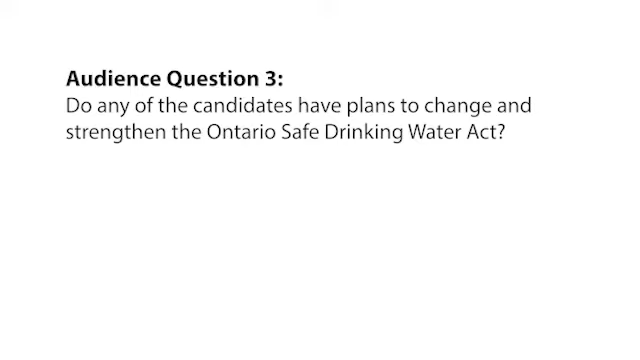 Audience Question 3:
Do any of the candidates have plans to change and
strengthen the Ontario Safe Drinking Water Act?